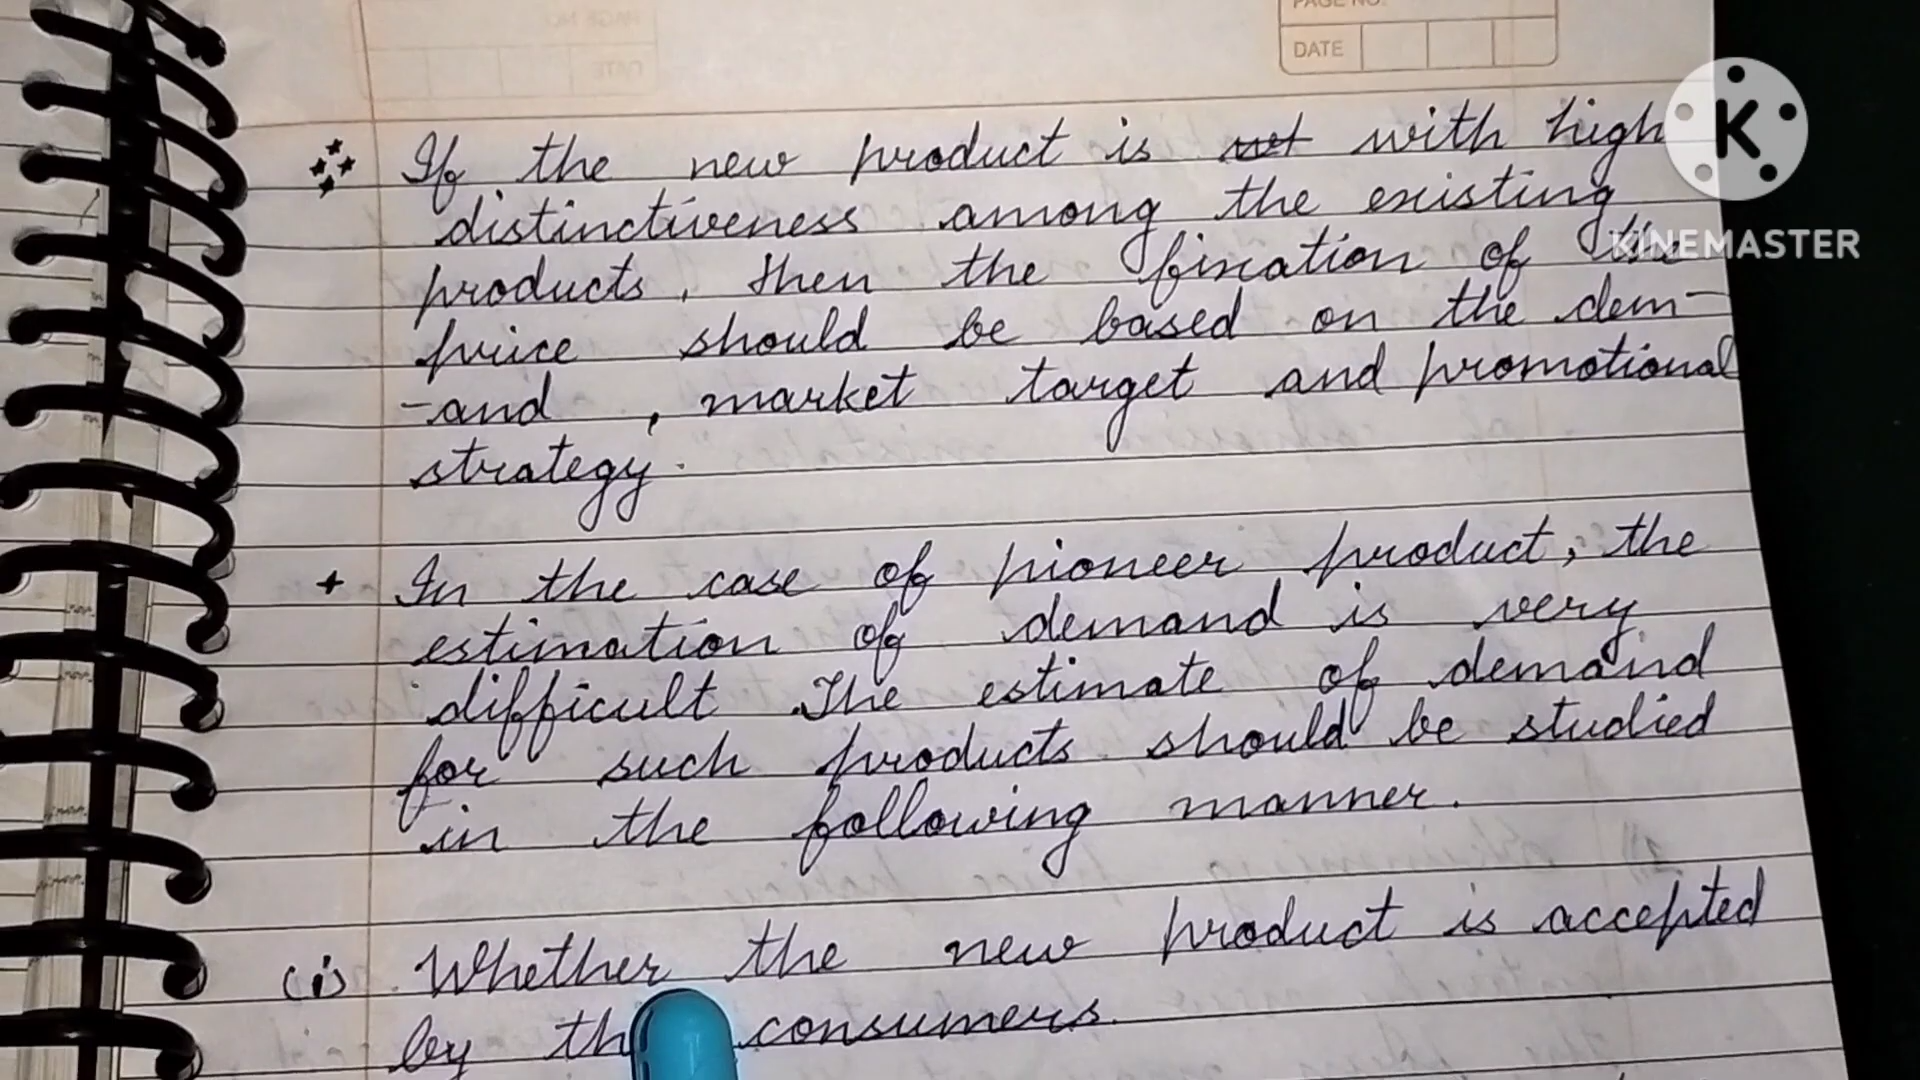 PAGE NO.
DATE
If the new product is not with high
distinctiveness among the existing
products, then the fixation of the
price should be based on the dem-
-and , market target and promotional
strategy.
+ In the case of pioneer product, the
estimation of demand is very
difficult. The estimate of demand
for such products should be studied
in the following manner.
(i) Whether the new product is accepted
by the consumers.
K
KINEMASTER